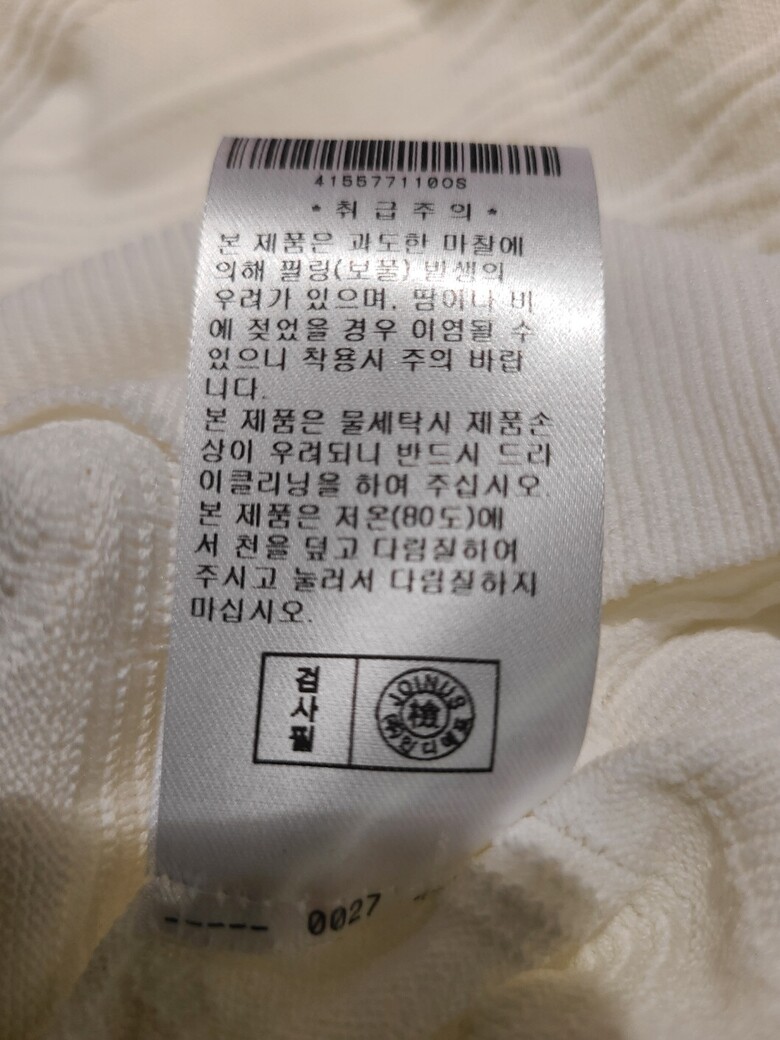 41557711100S
* 취 급 주 의 *
본 제품은 과도한 마찰에
의해 필링(보풀) 발생의
우려가 있으며, 땀이나 비
에 젖었을 경우 이염될 수
있으니 착용시 주의 바랍
니다.
본 제품은 물세탁시 제품손
상이 우려되니 반드시 드라
이클리닝을 하여 주십시오.
본 제품은 저온(80도)에
서 천을 덮고 다림질하여
주시고 눌러서 다림질하지
마십시오.
검사필
JOINUS
檢
㈜인디에프
----- 0027